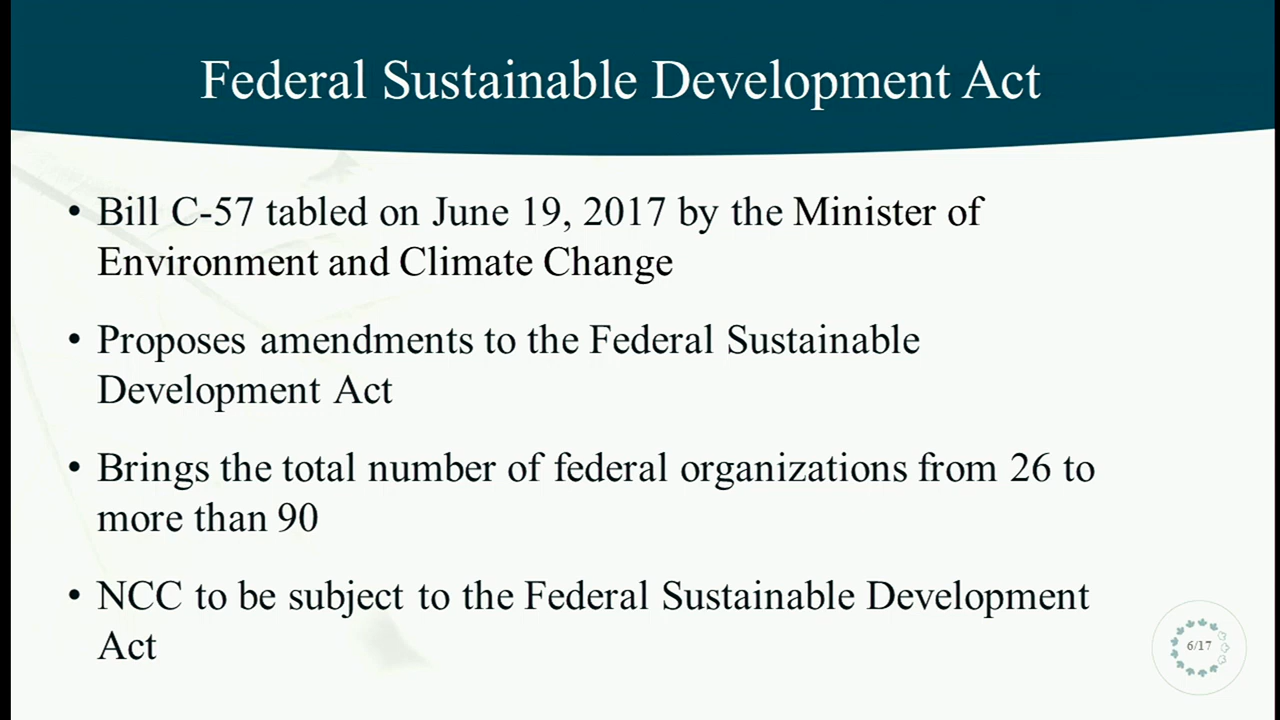 Federal Sustainable Development Act
• Bill C-57 tabled on June 19, 2017 by the Minister of
Environment and Climate Change
• Proposes amendments to the Federal Sustainable
Development Act
• Brings the total number of federal organizations from 26 to
more than 90
• NCC to be subject to the Federal Sustainable Development
Act
6/17